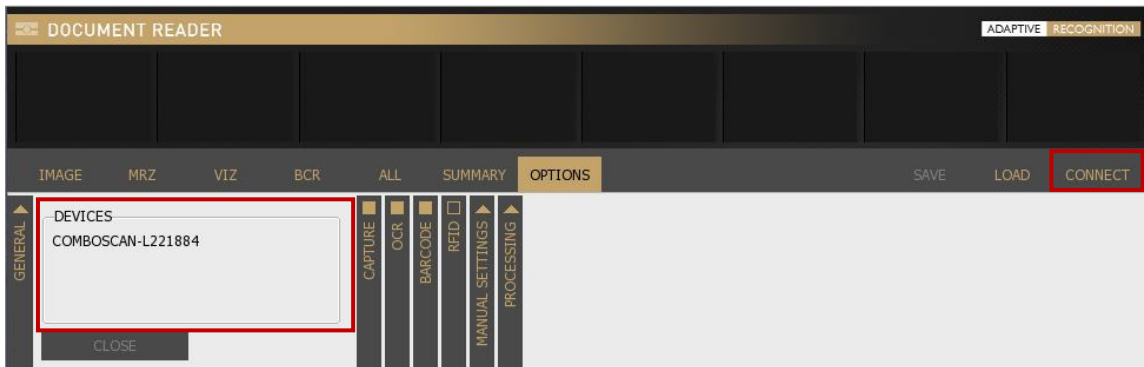 DOCUMENT READER
ADAPTIVE RECOGNITION
IMAGE MRZ VIZ BCR ALL SUMMARY OPTIONS SAVE LOAD CONNECT
GENERAL
DEVICES
COMBOSCAN-L221884
CLOSE
CAPTURE
OCR
BARCODE
RFID
MANUAL SETTINGS
PROCESSING